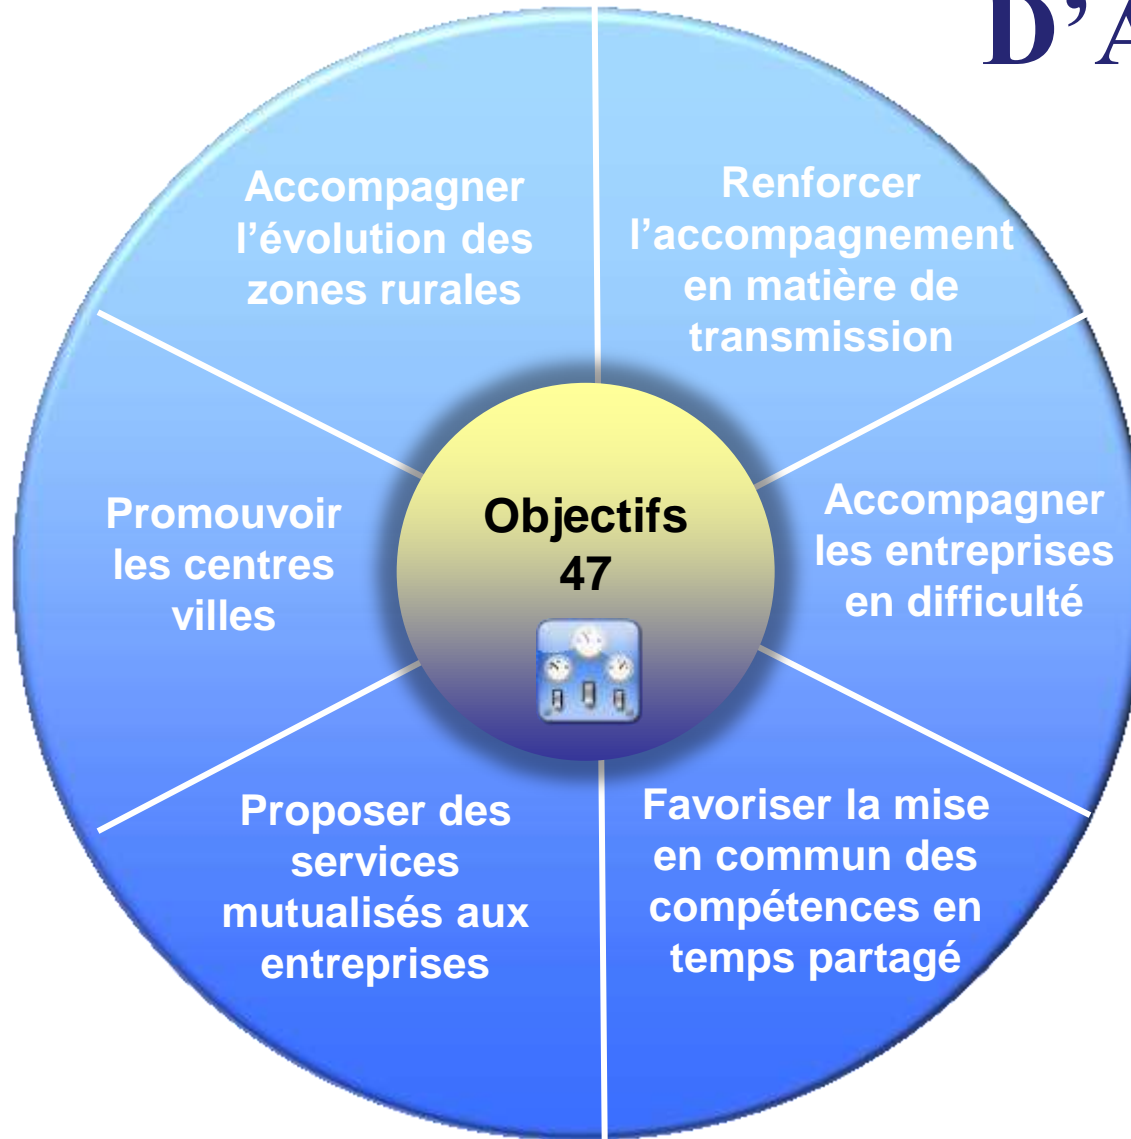 D’A
Accompagner
l’évolution des
zones rurales
Renforcer
l’accompagnement
en matière de
transmission
Promouvoir
les centres
villes
Objectifs
47
Accompagner
les entreprises
en difficulté
Proposer des
services
mutualisés aux
entreprises
Favoriser la mise
en commun des
compétences en
temps partagé